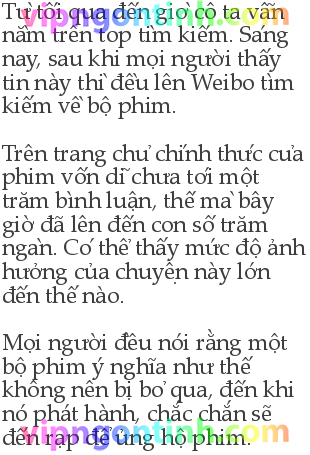 Từ tối qua đến giờ cô ta vẫn
nằm trên top tìm kiếm. Sáng
nay, sau khi mọi người thấy
tin này thì đều lên Weibo tìm
kiếm về bộ phim.
Trên trang chủ chính thức của
phim vốn dĩ chưa tới một
trăm bình luận, thế mà bây
giờ đã lên đến con số trăm
ngàn. Có thể thấy mức độ ảnh
hưởng của chuyện này lớn
đến thế nào.
Mọi người đều nói rằng một
bộ phim ý nghĩa như thế
không nên bị bỏ qua, đến khi
nó phát hành, chắc chắn sẽ
đến rạp để ủng hộ phim.
vipngontinh.com
vipngontinh.com